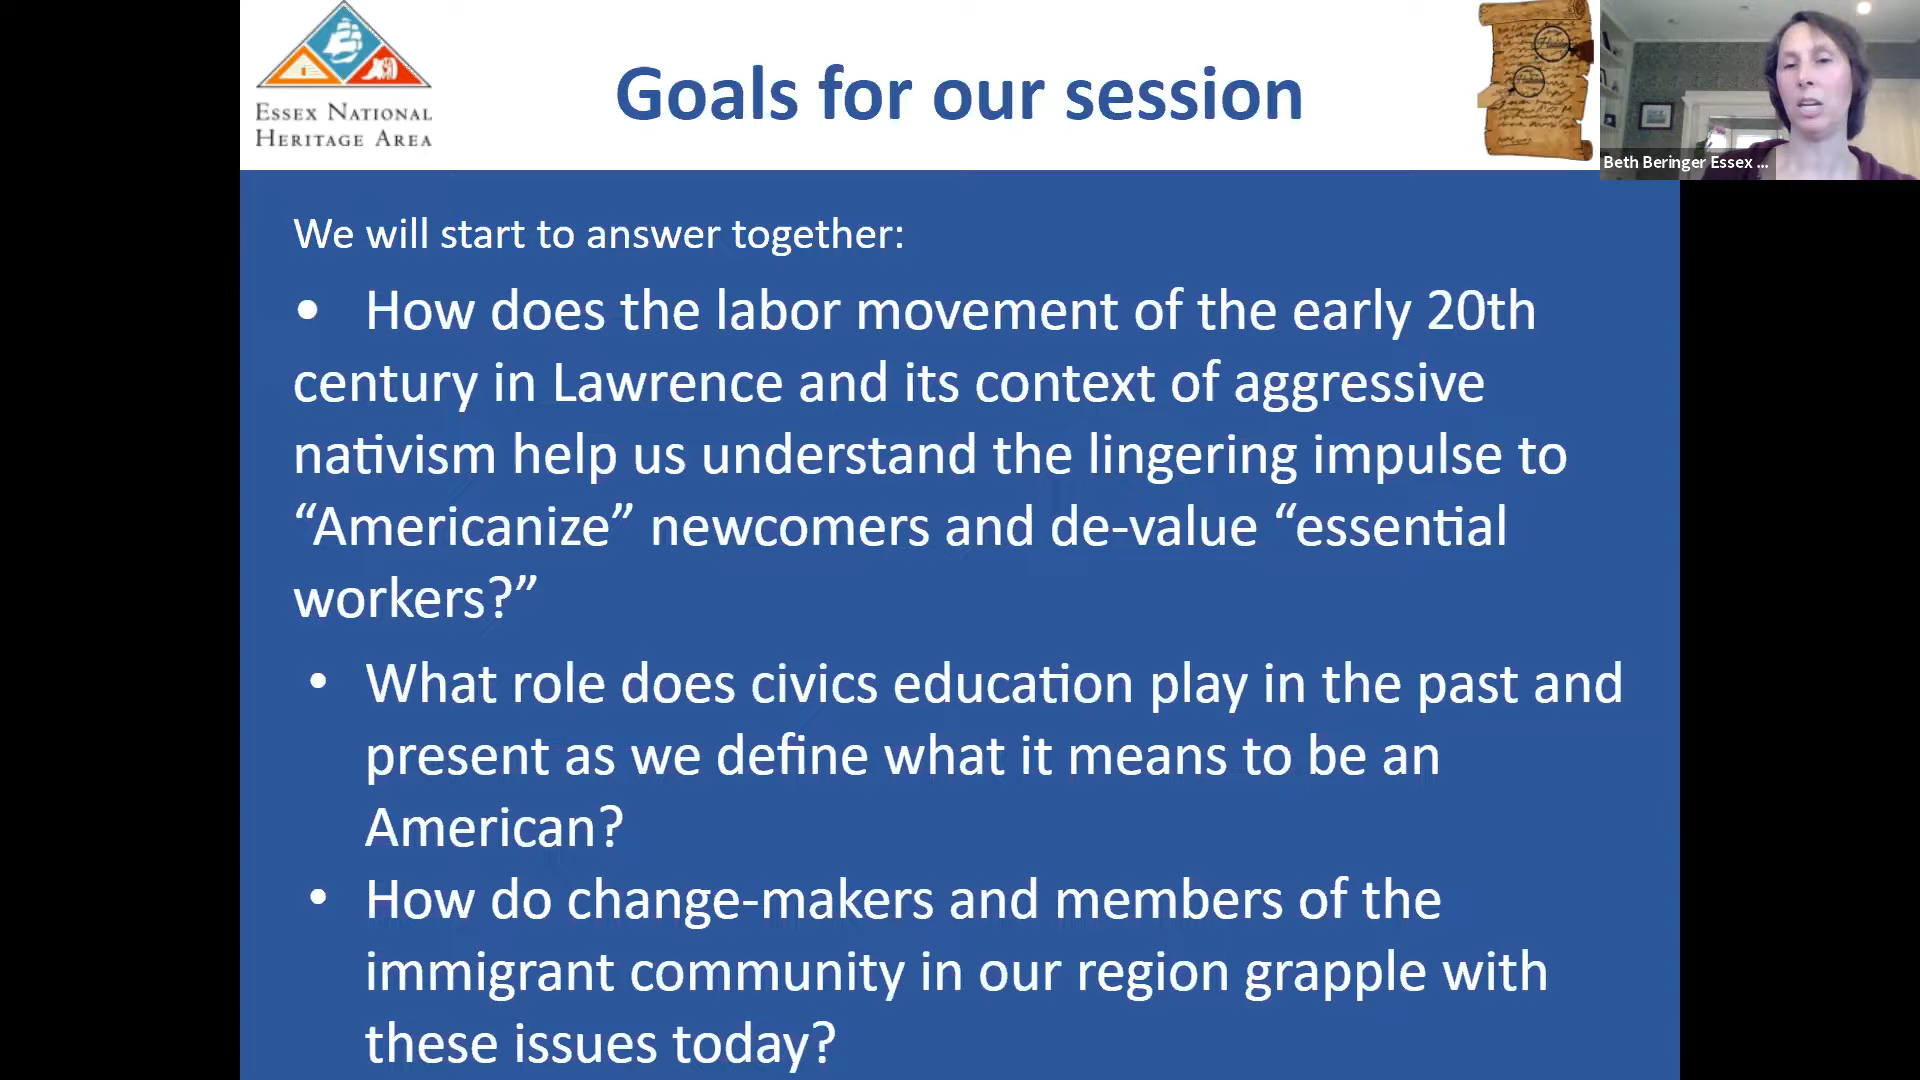 Essex National
Heritage Area
Goals for our session
Beth Beringer Essex ...
We will start to answer together:
• How does the labor movement of the early 20th
century in Lawrence and its context of aggressive
nativism help us understand the lingering impulse to
“Americanize” newcomers and de-value “essential
workers?”
• What role does civics education play in the past and
present as we define what it means to be an
American?
• How do change-makers and members of the
immigrant community in our region grapple with
these issues today?